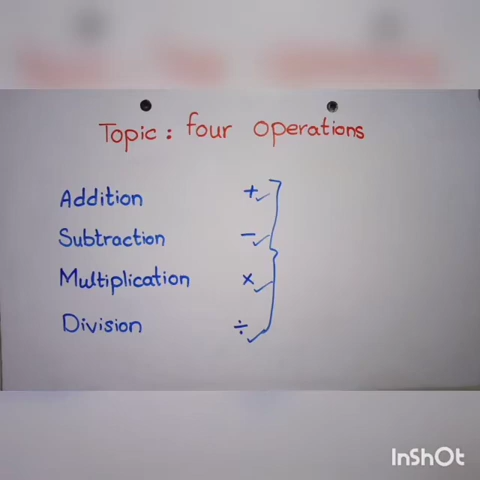 Topic : four operations
Addition +
Subtraction −
Multiplication ×
Division ÷
InShOt